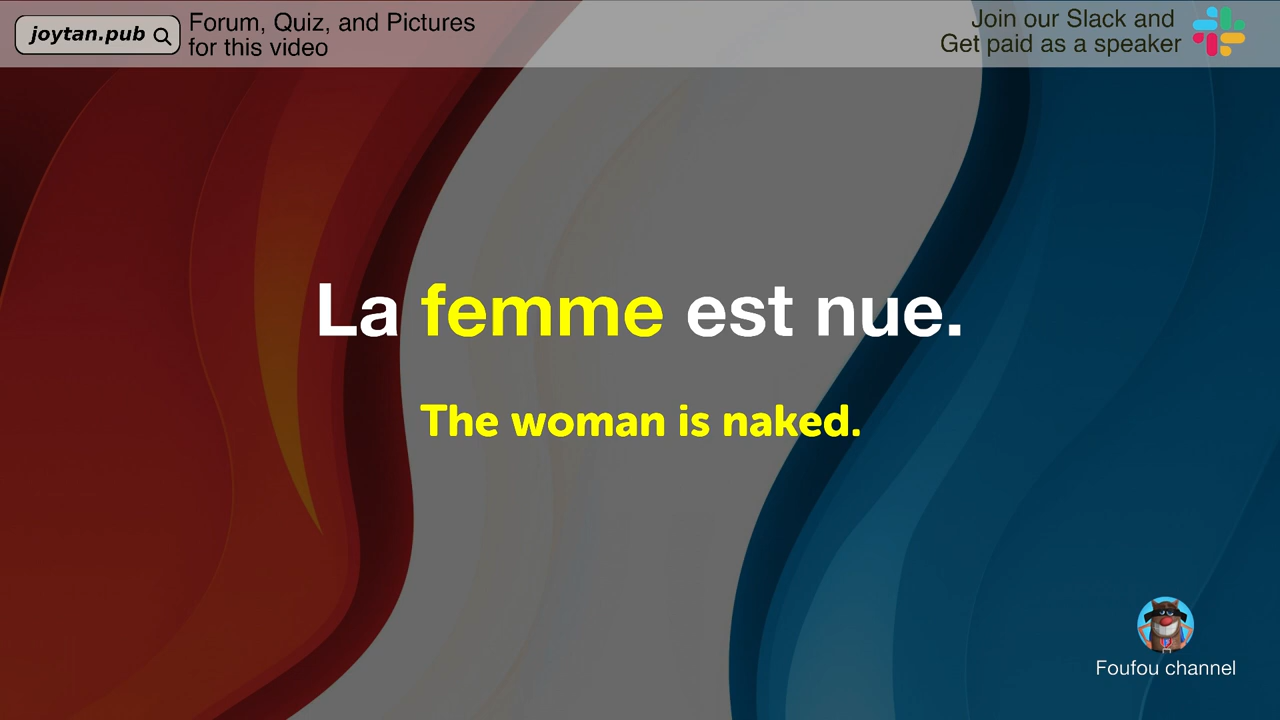 joytan.pub
Forum, Quiz, and Pictures
for this video
Join our Slack and
Get paid as a speaker
La femme est nue.
The woman is naked.
Foufou channel